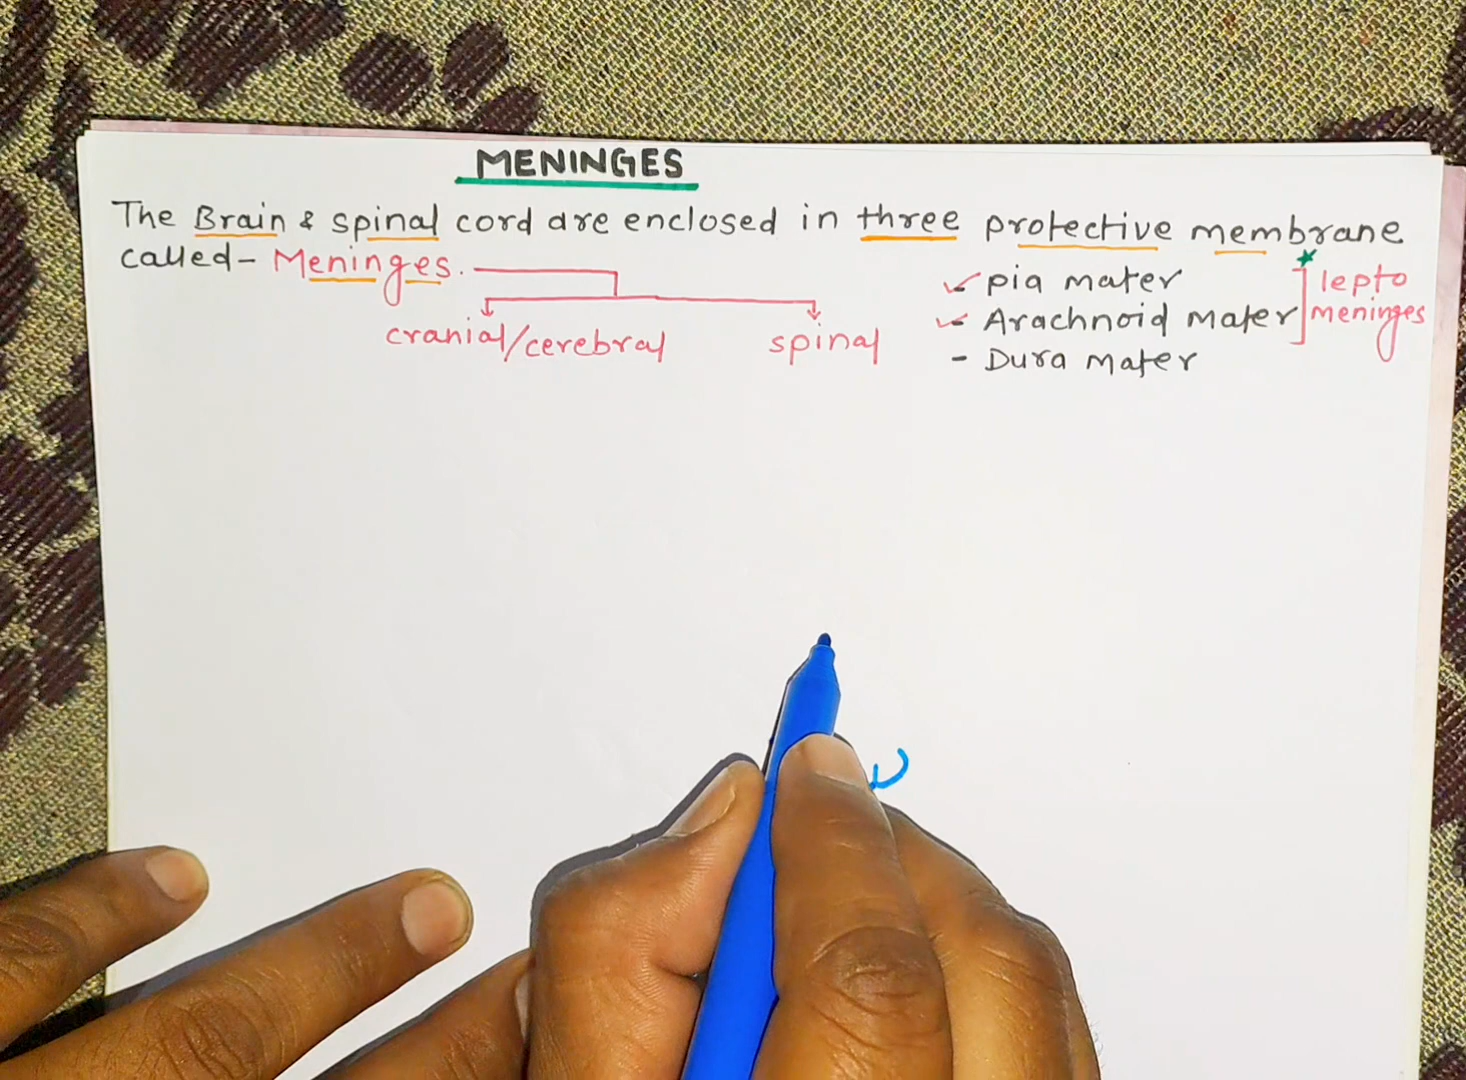 MENINGES
The Brain & spinal cord are enclosed in three protective membrane
called- Meninges.
cranial/cerebral
spinal
- pia mater
- Arachnoid mater
- Dura mater
lepto
meninges